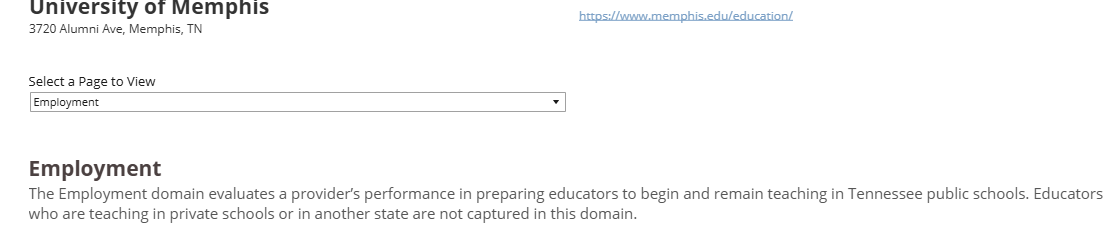 University of Memphis
https://www.memphis.edu/education/
3720 Alumni Ave, Memphis, TN
Select a Page to View
Employment
Employment
The Employment domain evaluates a provider’s performance in preparing educators to begin and remain teaching in Tennessee public schools. Educators
who are teaching in private schools or in another state are not captured in this domain.